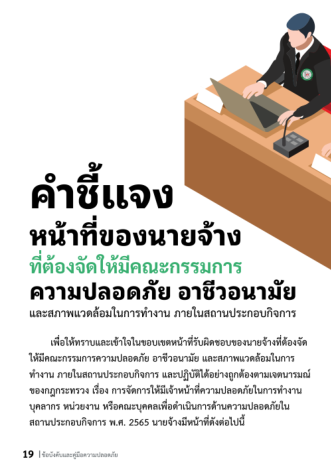 คำชี้แจง
หน้าที่ของนายจ้าง
ที่ต้องจัดให้มีคณะกรรมการ
ความปลอดภัย อาชีวอนามัย
และสภาพแวดล้อมในการทำงาน ภายในสถานประกอบกิจการ
เพื่อให้ทราบและเข้าใจในขอบเขตหน้าที่รับผิดชอบของนายจ้างที่ต้องจัด
ให้มีคณะกรรมการความปลอดภัย อาชีวอนามัย และสภาพแวดล้อมในการ
ทำงาน ภายในสถานประกอบกิจการ และปฏิบัติได้อย่างถูกต้องตามเจตนารมณ์
ของกฎกระทรวง เรื่อง การจัดการให้มีเจ้าหน้าที่ความปลอดภัยในการทำงาน
บุคลากร หน่วยงาน หรือคณะบุคคลเพื่อดำเนินการด้านความปลอดภัยใน
สถานประกอบกิจการ พ.ศ. 2565 นายจ้างมีหน้าที่ดังต่อไปนี้
19 | ข้อบังคับและคู่มือความปลอดภัย